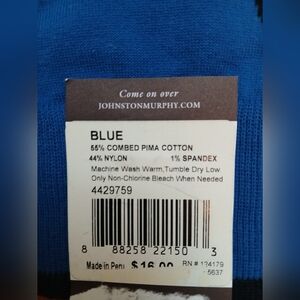 Come on over
JOHNSTONMURPHY.COM
BLUE
55% COMBED PIMA COTTON
44% NYLON 1% SPANDEX
Machine Wash Warm,Tumble Dry Low
Only Non-Chlorine Bleach When Needed
4429759
8 88258 22150 3
Made in Peru $16.00 RN # 124179
5637